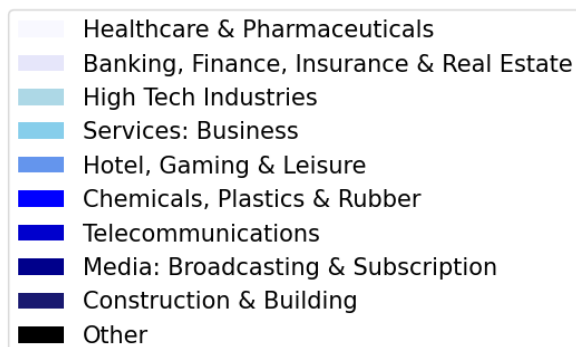 Healthcare & Pharmaceuticals
Banking, Finance, Insurance & Real Estate
High Tech Industries
Services: Business
Hotel, Gaming & Leisure
Chemicals, Plastics & Rubber
Telecommunications
Media: Broadcasting & Subscription
Construction & Building
Other